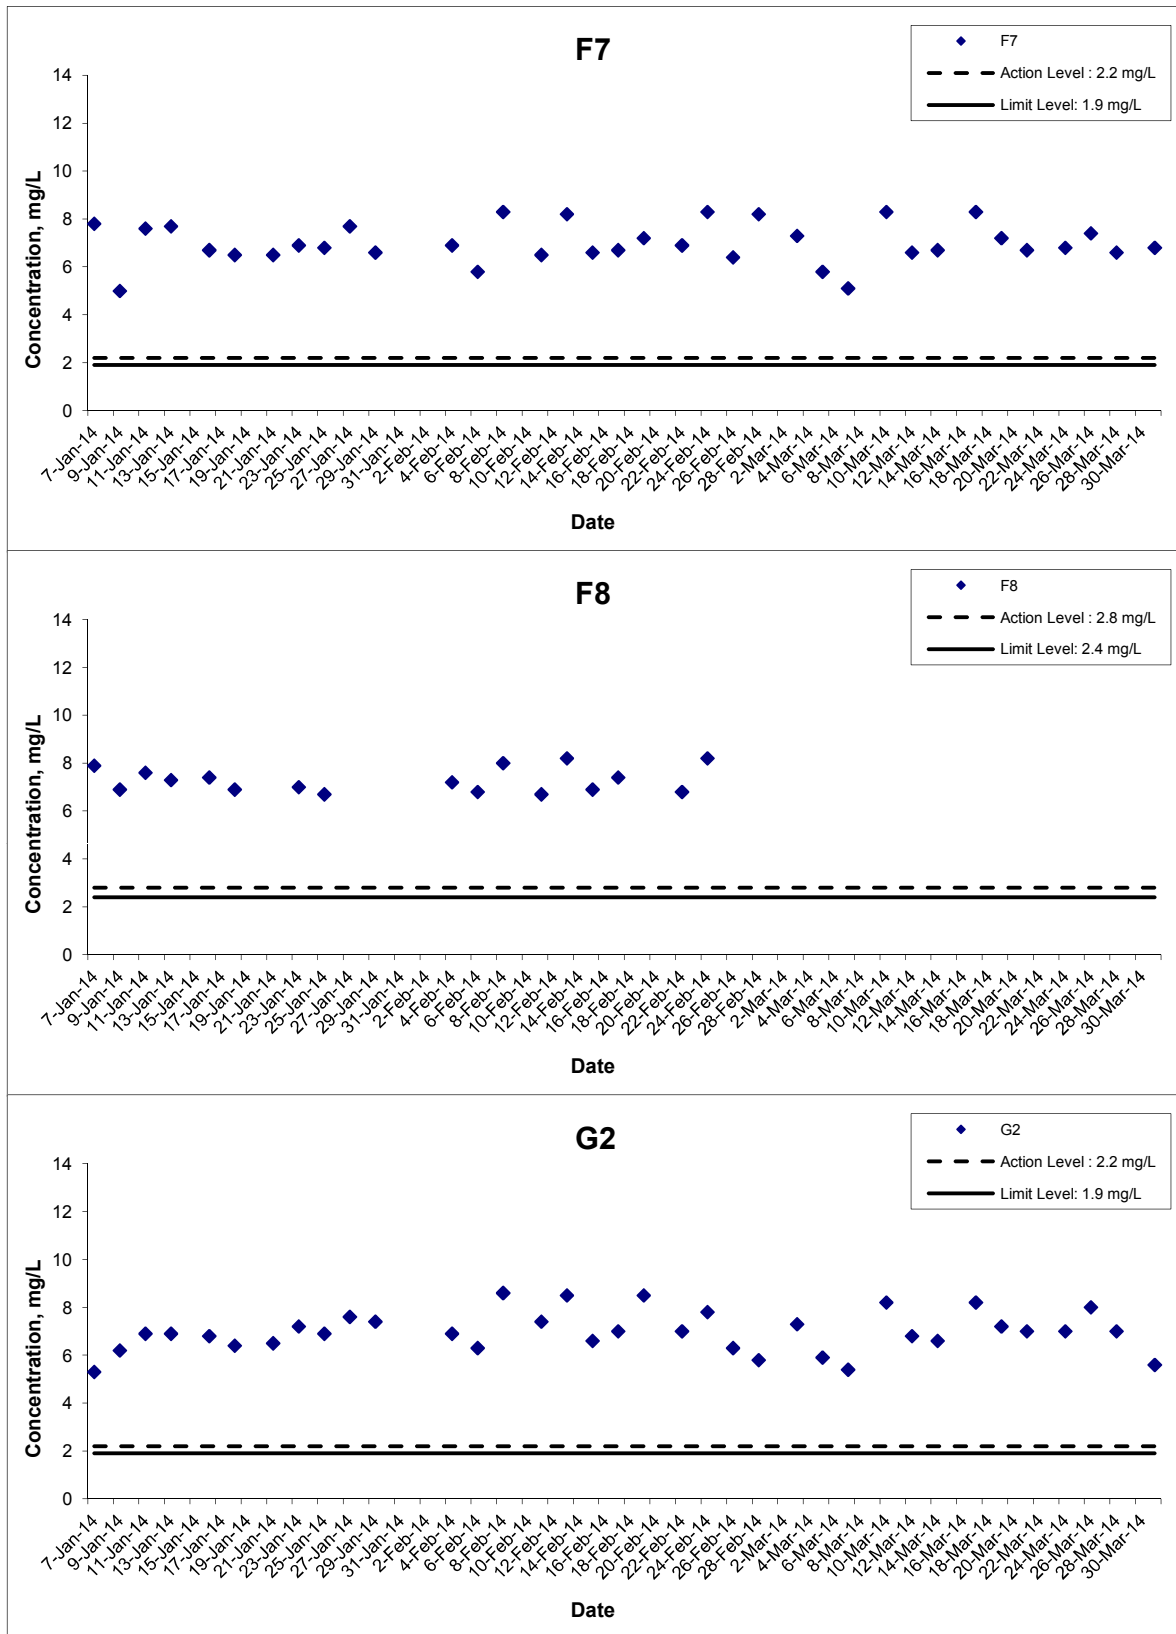 F7
F7
Action Level : 2.2 mg/L
Limit Level: 1.9 mg/L
Concentration, mg/L
14
12
10
8
6
4
2
0
7-Jan-14
9-Jan-14
11-Jan-14
13-Jan-14
15-Jan-14
17-Jan-14
19-Jan-14
21-Jan-14
23-Jan-14
25-Jan-14
27-Jan-14
29-Jan-14
31-Jan-14
2-Feb-14
4-Feb-14
6-Feb-14
8-Feb-14
10-Feb-14
12-Feb-14
14-Feb-14
16-Feb-14
18-Feb-14
20-Feb-14
22-Feb-14
24-Feb-14
26-Feb-14
28-Feb-14
2-Mar-14
4-Mar-14
6-Mar-14
8-Mar-14
10-Mar-14
12-Mar-14
14-Mar-14
16-Mar-14
18-Mar-14
20-Mar-14
22-Mar-14
24-Mar-14
26-Mar-14
28-Mar-14
30-Mar-14
Date
F8
F8
Action Level : 2.8 mg/L
Limit Level: 2.4 mg/L
Concentration, mg/L
14
12
10
8
6
4
2
0
7-Jan-14
9-Jan-14
11-Jan-14
13-Jan-14
15-Jan-14
17-Jan-14
19-Jan-14
21-Jan-14
23-Jan-14
25-Jan-14
27-Jan-14
29-Jan-14
31-Jan-14
2-Feb-14
4-Feb-14
6-Feb-14
8-Feb-14
10-Feb-14
12-Feb-14
14-Feb-14
16-Feb-14
18-Feb-14
20-Feb-14
22-Feb-14
24-Feb-14
26-Feb-14
28-Feb-14
2-Mar-14
4-Mar-14
6-Mar-14
8-Mar-14
10-Mar-14
12-Mar-14
14-Mar-14
16-Mar-14
18-Mar-14
20-Mar-14
22-Mar-14
24-Mar-14
26-Mar-14
28-Mar-14
30-Mar-14
Date
G2
G2
Action Level : 2.2 mg/L
Limit Level: 1.9 mg/L
Concentration, mg/L
14
12
10
8
6
4
2
0
7-Jan-14
9-Jan-14
11-Jan-14
13-Jan-14
15-Jan-14
17-Jan-14
19-Jan-14
21-Jan-14
23-Jan-14
25-Jan-14
27-Jan-14
29-Jan-14
31-Jan-14
2-Feb-14
4-Feb-14
6-Feb-14
8-Feb-14
10-Feb-14
12-Feb-14
14-Feb-14
16-Feb-14
18-Feb-14
20-Feb-14
22-Feb-14
24-Feb-14
26-Feb-14
28-Feb-14
2-Mar-14
4-Mar-14
6-Mar-14
8-Mar-14
10-Mar-14
12-Mar-14
14-Mar-14
16-Mar-14
18-Mar-14
20-Mar-14
22-Mar-14
24-Mar-14
26-Mar-14
28-Mar-14
30-Mar-14
Date